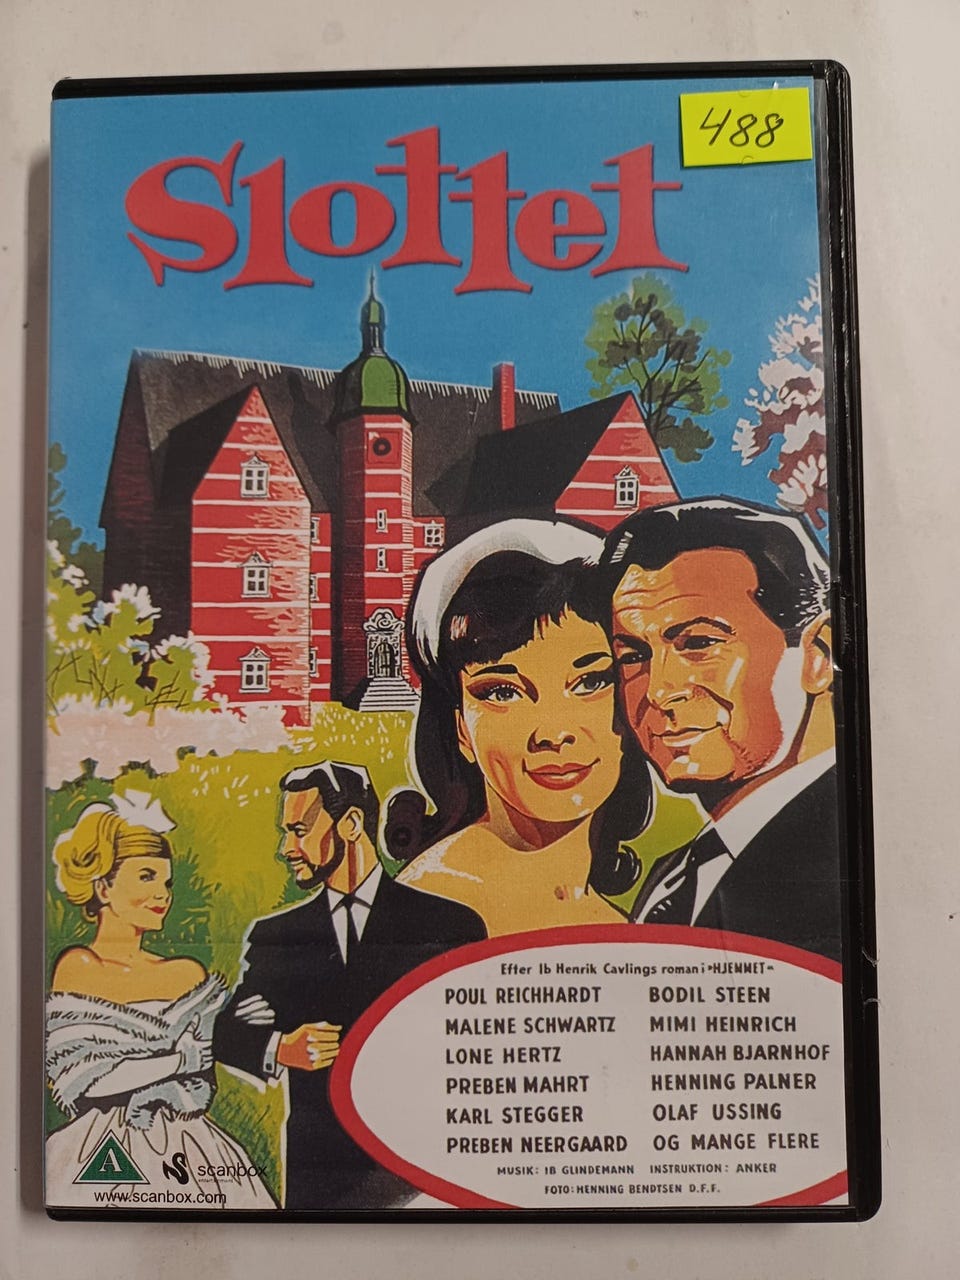 488
Slottet
Efter Ib Henrik Cavlings roman i »HJEMMET«
POUL REICHHARDT BODIL STEEN
MALENE SCHWARTZ MIMI HEINRICH
LONE HERTZ HANNAH BJARNHOF
PREBEN MAHRT HENNING PALNER
KARL STEGGER OLAF USSING
PREBEN NEERGAARD OG MANGE FLERE
MUSIK: IB GLINDEMANN INSTRUKTION: ANKER
FOTO: HENNING BENDTSEN D.F.F.
A
scanbox
entertainment
www.scanbox.com